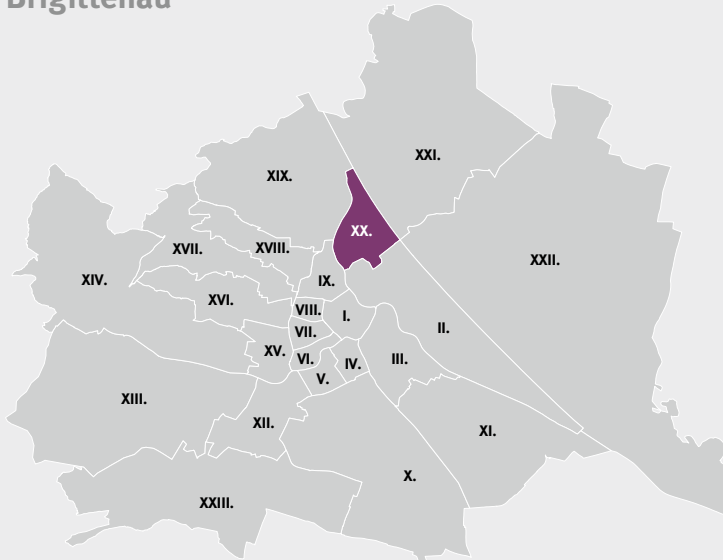 Brigittenau
XXI.
XIX.
XX.
XVII.
XVIII.
XXII.
XIV.
IX.
XVI.
VIII.
I.
II.
VII.
XV.
VI.
IV.
III.
V.
XIII.
XII.
XI.
X.
XXIII.